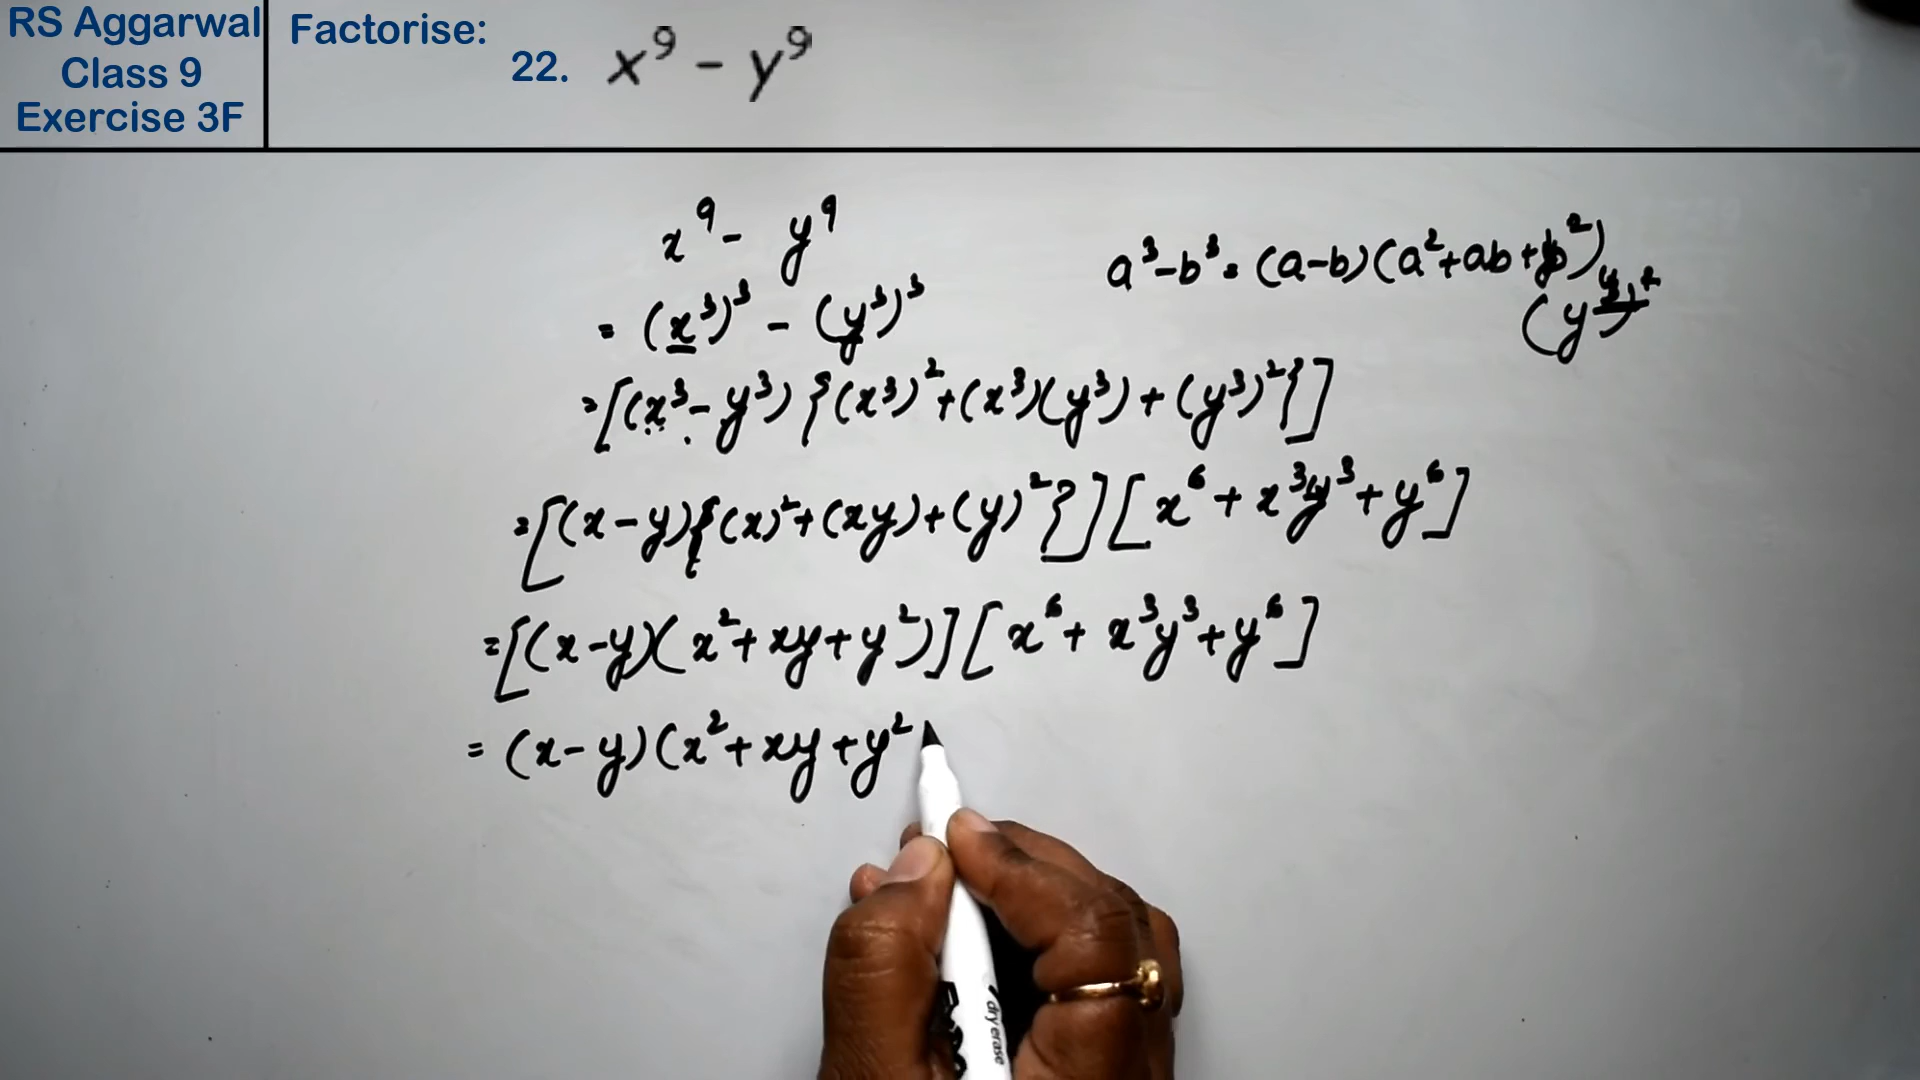 RS Aggarwal
Class 9
Exercise 3F
Factorise:
22. x⁹ - y⁹
x⁹ - y⁹
= (x³)³ - (y³)³
a³-b³ = (a-b)(a²+ab+b²)
=[(x³- y³) {(x³)²+(x³)(y³) + (y³)²}]
=[(x-y){(x)²+(xy)+(y)²}][x⁶ + x³y³ + y⁶]
=[(x-y)(x²+ xy + y²)][x⁶ + x³y³ + y⁶]
= (x-y)(x²+ xy + y²
dry erase